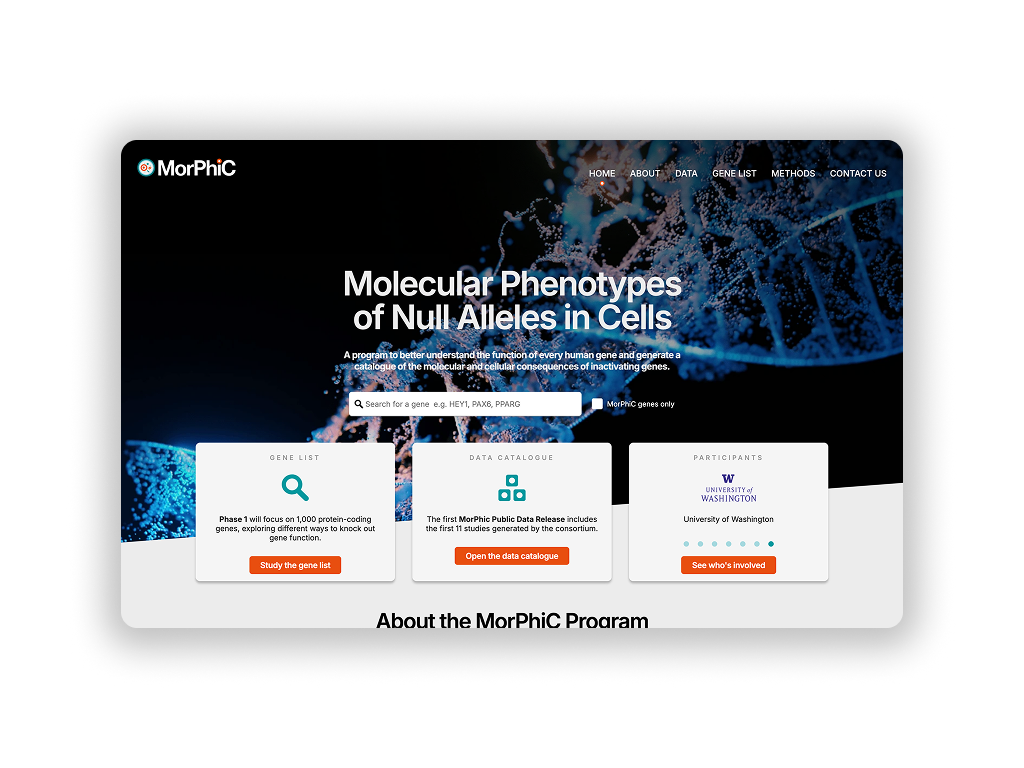 MorPhiC
HOME ABOUT DATA GENE LIST METHODS CONTACT US
Molecular Phenotypes
of Null Alleles in Cells
A program to better understand the function of every human gene and generate a
catalogue of the molecular and cellular consequences of inactivating genes.
Search for a gene e.g. HEY1, PAX6, PPARG
MorPhiC genes only
GENE LIST
Phase 1 will focus on 1,000 protein-coding
genes, exploring different ways to knock out
gene function.
Study the gene list
DATA CATALOGUE
The first MorPhic Public Data Release includes
the first 11 studies generated by the consortium.
Open the data catalogue
PARTICIPANTS
W
UNIVERSITY of
WASHINGTON
University of Washington
See who's involved
About the MorPhiC Program